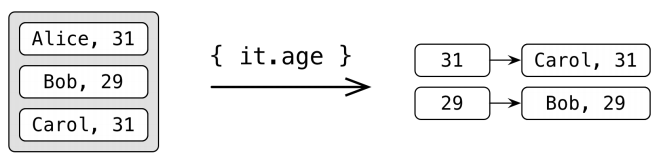 Alice, 31
Bob, 29
Carol, 31
{ it.age }
31
Carol, 31
29
Bob, 29